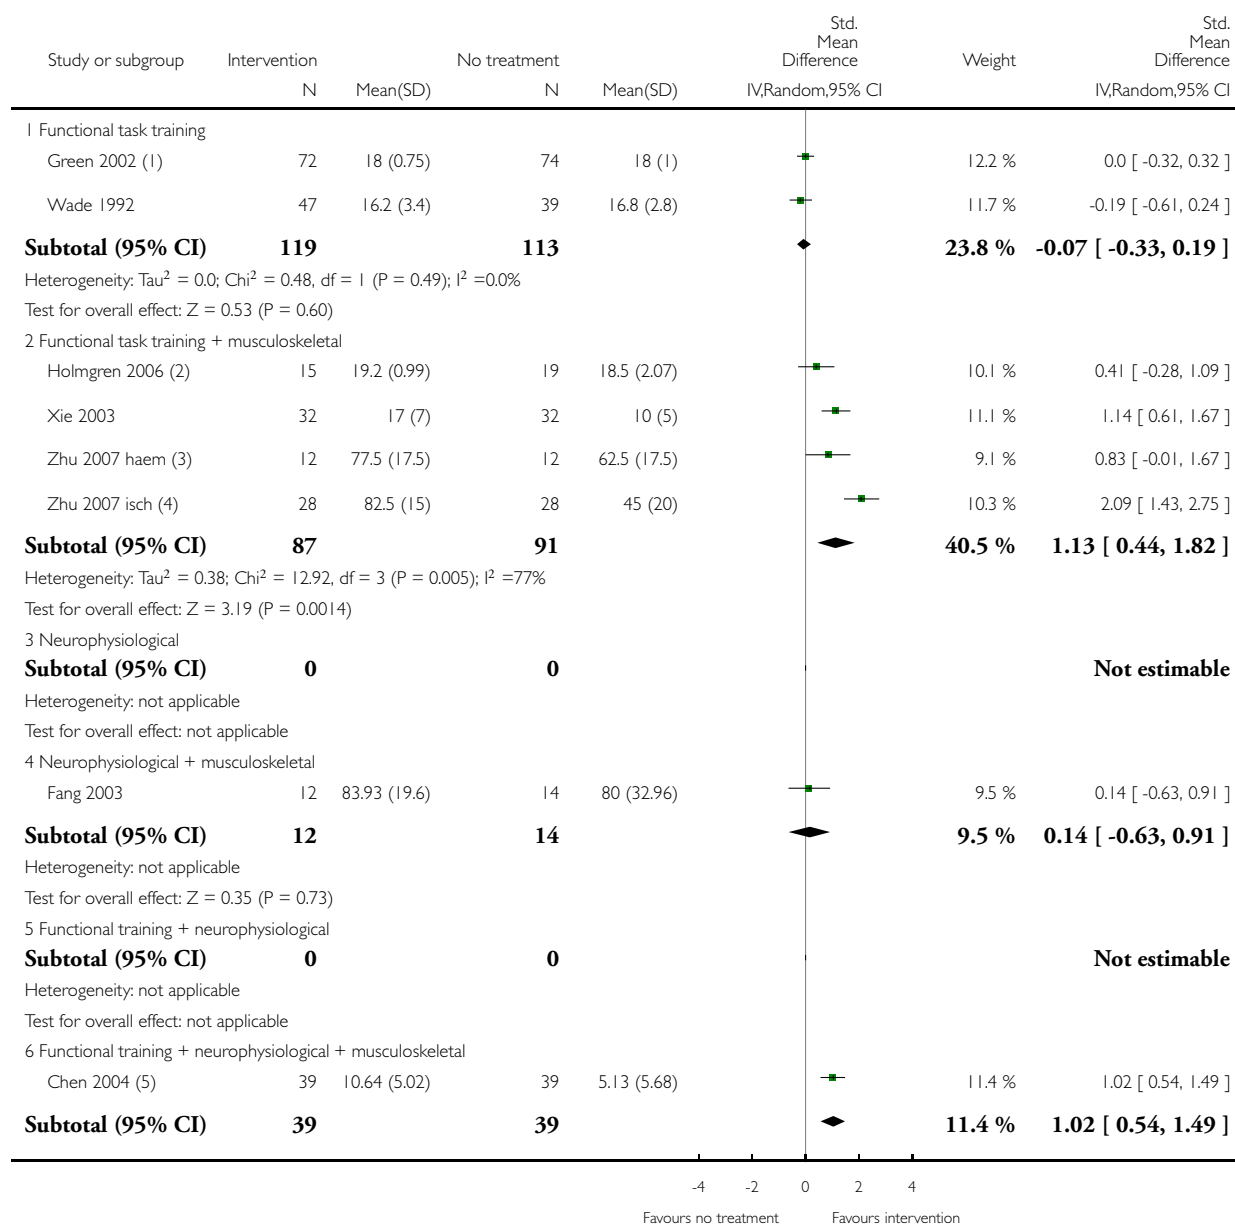 Std. Mean Difference Std. Mean Difference
Study or subgroup Intervention No treatment Weight
N Mean(SD) N Mean(SD) IV,Random,95% CI IV,Random,95% CI
1 Functional task training
Green 2002 (1) 72 18 (0.75) 74 18 (1) 12.2 % 0.0 [ -0.32, 0.32 ]
Wade 1992 47 16.2 (3.4) 39 16.8 (2.8) 11.7 % -0.19 [ -0.61, 0.24 ]
Subtotal (95% CI) 119 113 23.8 % -0.07 [ -0.33, 0.19 ]
Heterogeneity: Tau² = 0.0; Chi² = 0.48, df = 1 (P = 0.49); I² =0.0%
Test for overall effect: Z = 0.53 (P = 0.60)
2 Functional task training + musculoskeletal
Holmgren 2006 (2) 15 19.2 (0.99) 19 18.5 (2.07) 10.1 % 0.41 [ -0.28, 1.09 ]
Xie 2003 32 17 (7) 32 10 (5) 11.1 % 1.14 [ 0.61, 1.67 ]
Zhu 2007 haem (3) 12 77.5 (17.5) 12 62.5 (17.5) 9.1 % 0.83 [ -0.01, 1.67 ]
Zhu 2007 isch (4) 28 82.5 (15) 28 45 (20) 10.3 % 2.09 [ 1.43, 2.75 ]
Subtotal (95% CI) 87 91 40.5 % 1.13 [ 0.44, 1.82 ]
Heterogeneity: Tau² = 0.38; Chi² = 12.92, df = 3 (P = 0.005); I² =77%
Test for overall effect: Z = 3.19 (P = 0.0014)
3 Neurophysiological
Subtotal (95% CI) 0 0 Not estimable
Heterogeneity: not applicable
Test for overall effect: not applicable
4 Neurophysiological + musculoskeletal
Fang 2003 12 83.93 (19.6) 14 80 (32.96) 9.5 % 0.14 [ -0.63, 0.91 ]
Subtotal (95% CI) 12 14 9.5 % 0.14 [ -0.63, 0.91 ]
Heterogeneity: not applicable
Test for overall effect: Z = 0.35 (P = 0.73)
5 Functional training + neurophysiological
Subtotal (95% CI) 0 0 Not estimable
Heterogeneity: not applicable
Test for overall effect: not applicable
6 Functional training + neurophysiological + musculoskeletal
Chen 2004 (5) 39 10.64 (5.02) 39 5.13 (5.68) 11.4 % 1.02 [ 0.54, 1.49 ]
Subtotal (95% CI) 39 39 11.4 % 1.02 [ 0.54, 1.49 ]
-4 -2 0 2 4
Favours no treatment Favours intervention